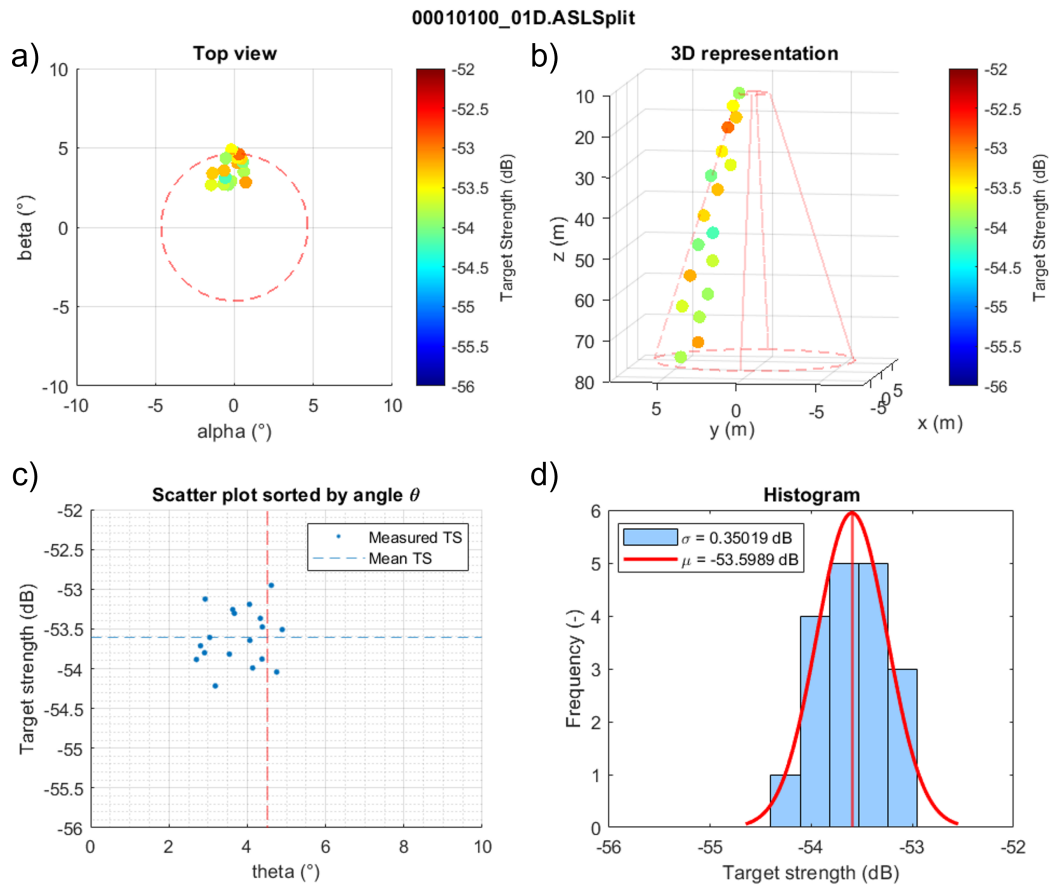 00010100_01D.ASLSplit
a)
Top view
10
5
0
-5
-10
-10
-5
0
5
10
beta (°)
alpha (°)
-52
-52.5
-53
-53.5
-54
-54.5
-55
-55.5
-56
Target Strength (dB)
b)
3D representation
10
20
30
40
50
60
70
80
z (m)
5
0
-5
y (m)
-5
0
5
x (m)
-52
-52.5
-53
-53.5
-54
-54.5
-55
-55.5
-56
Target Strength (dB)
c)
Scatter plot sorted by angle θ
-52
-52.5
-53
-53.5
-54
-54.5
-55
-55.5
-56
Target strength (dB)
Measured TS
Mean TS
0
2
4
6
8
10
theta (°)
d)
Histogram
6
5
4
3
2
1
0
Frequency (-)
σ = 0.35019 dB
μ = -53.5989 dB
-56
-55
-54
-53
-52
Target strength (dB)